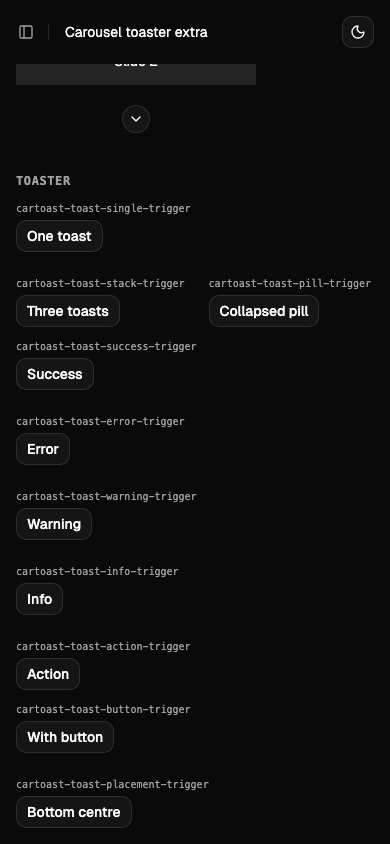 Carousel toaster extra
Slide 2
TOASTER
cartoast-toast-single-trigger
One toast
cartoast-toast-stack-trigger
Three toasts
cartoast-toast-pill-trigger
Collapsed pill
cartoast-toast-success-trigger
Success
cartoast-toast-error-trigger
Error
cartoast-toast-warning-trigger
Warning
cartoast-toast-info-trigger
Info
cartoast-toast-action-trigger
Action
cartoast-toast-button-trigger
With button
cartoast-toast-placement-trigger
Bottom centre